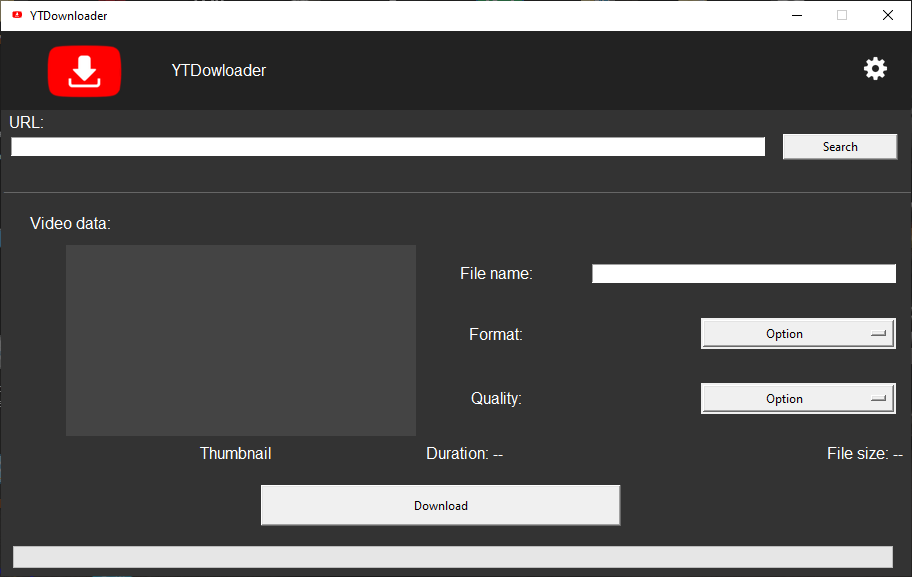 YTDownloader
YTDowloader
URL:
Search
Video data:
File name:
Format:
Option
Quality:
Option
Thumbnail
Duration: --
File size: --
Download